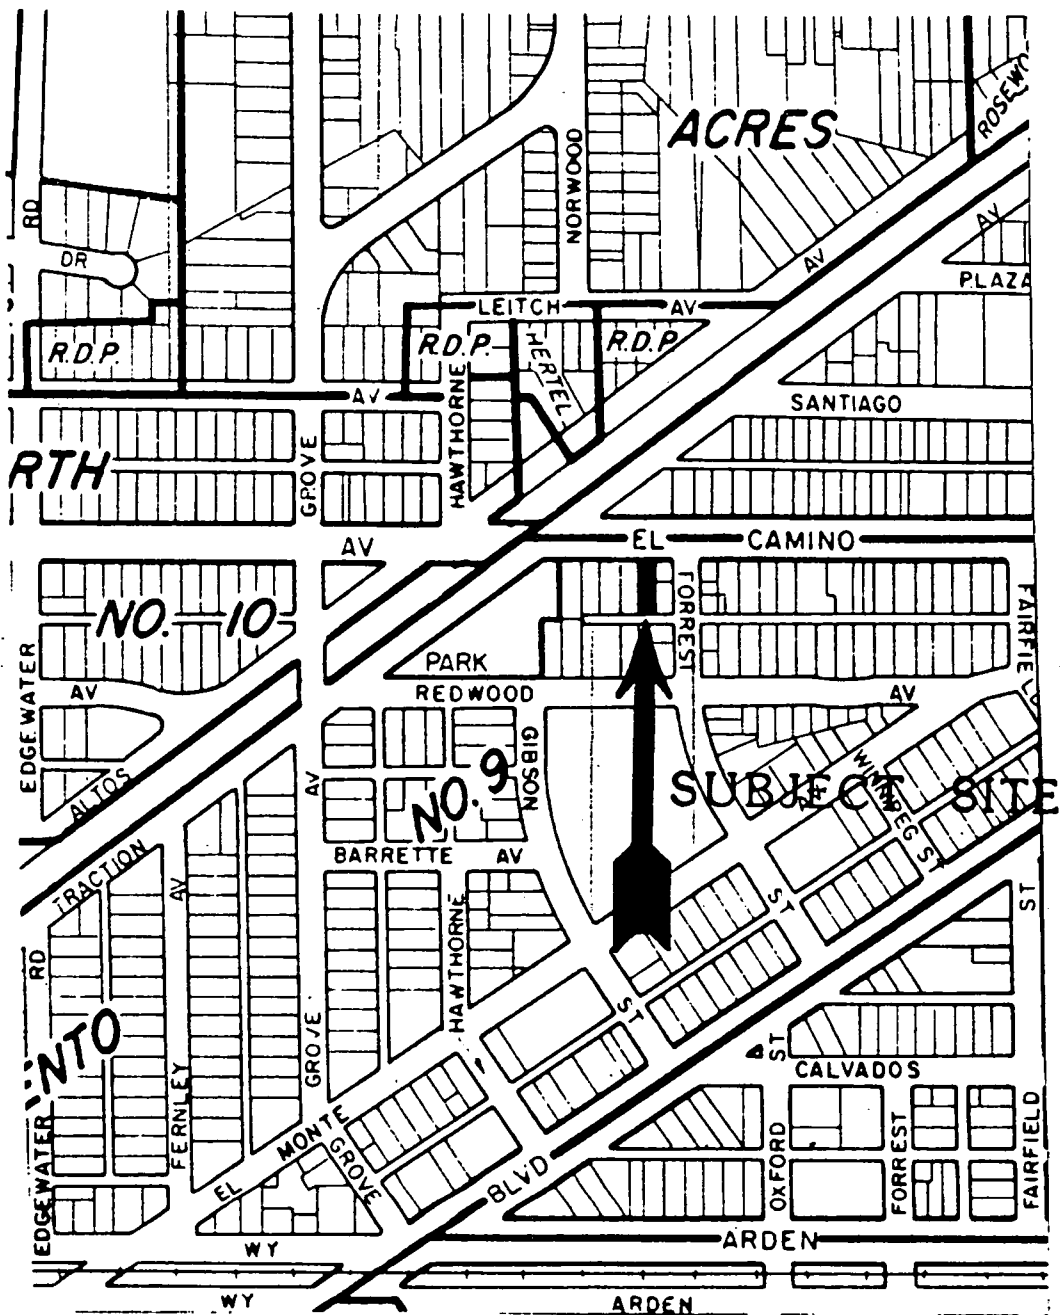 ACRES
ROSEWO
NORWOOD
RD
DR
AV
AV
PLAZA
LEITCH AV
R.D.P.
R.D.P.
R.D.P.
HERTEL
HAWTHORNE
AV
SANTIAGO
RTH
GROVE
AV
EL CAMINO
NO. 10
FORREST
FAIRFIEL
EDGEWATER
AV
PARK
REDWOOD
AV
GIBSON
NO. 9
AV
ALTOS
WINNIPEG ST
SUBJECT SITE
BARRETTE AV
TRACTION
AV
HAWTHORNE
ST
ST
RD
ST
NTO
GROVE
ST
CALVADOS
FERNLEY
EDGEWATER
EL MONTE
GROVE
BLVD
OXFORD
FORREST
FAIRFIELD
WY
ARDEN
WY
ARDEN